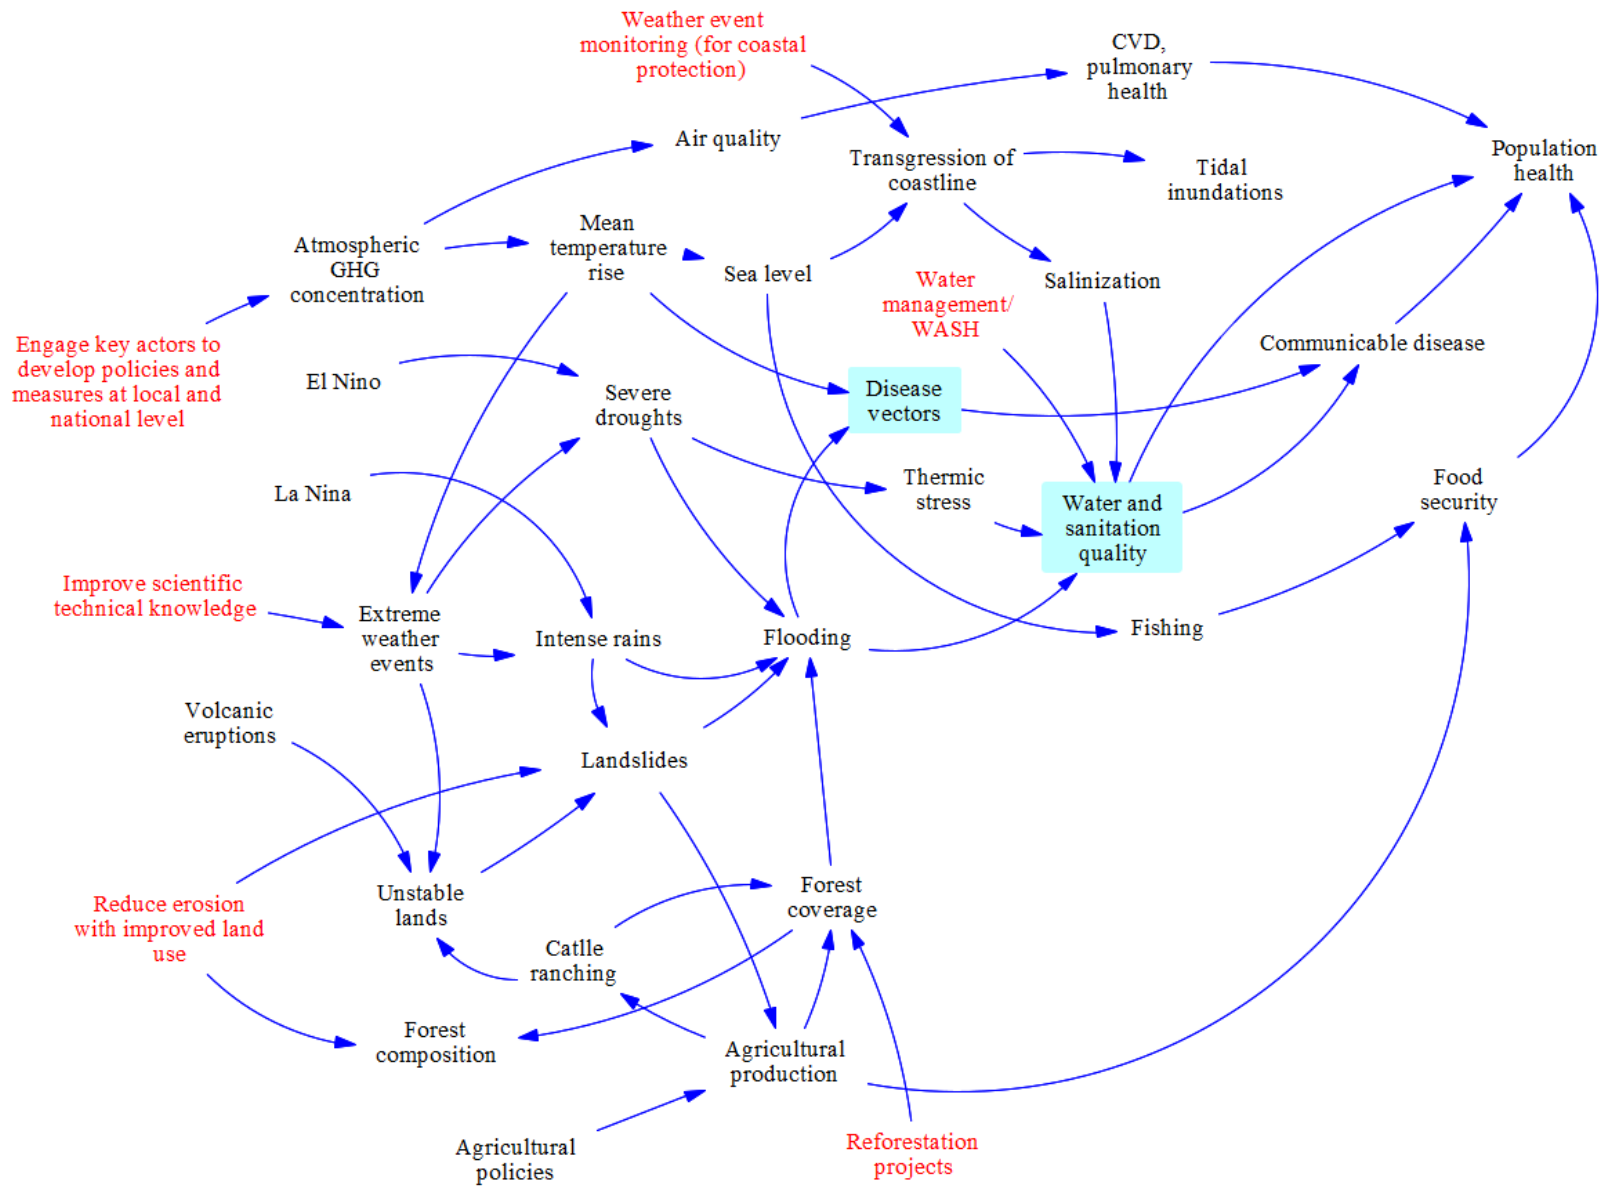 Weather event
monitoring (for coastal
protection)
CVD,
pulmonary
health
Air quality
Transgression of
coastline
Tidal
inundations
Population
health
Atmospheric
GHG
concentration
Mean
temperature
rise
Sea level
Water
management/
WASH
Salinization
Engage key actors to
develop policies and
measures at local and
national level
El Nino
Severe
droughts
Disease
vectors
Communicable disease
La Nina
Thermic
stress
Water and
sanitation
quality
Food
security
Improve scientific
technical knowledge
Extreme
weather
events
Intense rains
Flooding
Fishing
Volcanic
eruptions
Landslides
Reduce erosion
with improved land
use
Unstable
lands
Catlle
ranching
Forest
coverage
Forest
composition
Agricultural
production
Agricultural
policies
Reforestation
projects